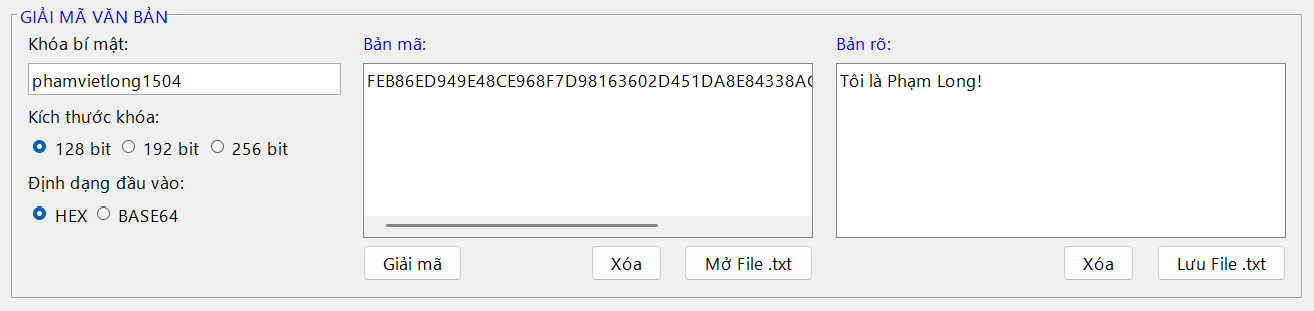 GIẢI MÃ VĂN BẢN
Khóa bí mật:
phamvietlong1504
Kích thước khóa:
128 bit 192 bit 256 bit
Định dạng đầu vào:
HEX BASE64
Bản mã:
FEB86ED949E48CE968F7D98163602D451DA8E84338AC
Giải mã Xóa Mở File .txt
Bản rõ:
Tôi là Phạm Long!
Xóa Lưu File .txt